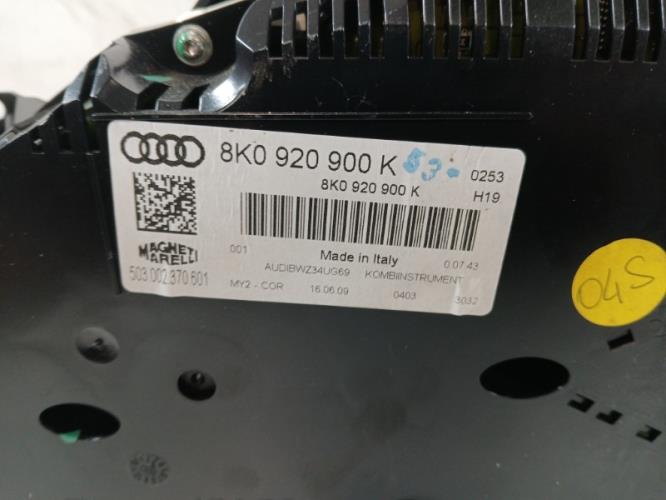 8K0 920 900 K 53-
0253
8K0 920 900 K
H19
MAGNETI
MARELLI
503.002.370.601
001
Made in Italy
0.07.43
AUDIBWZ34UG69 KOMBIINSTRUMENT
MY2 - COR 16.06.09 0403 3032
04S